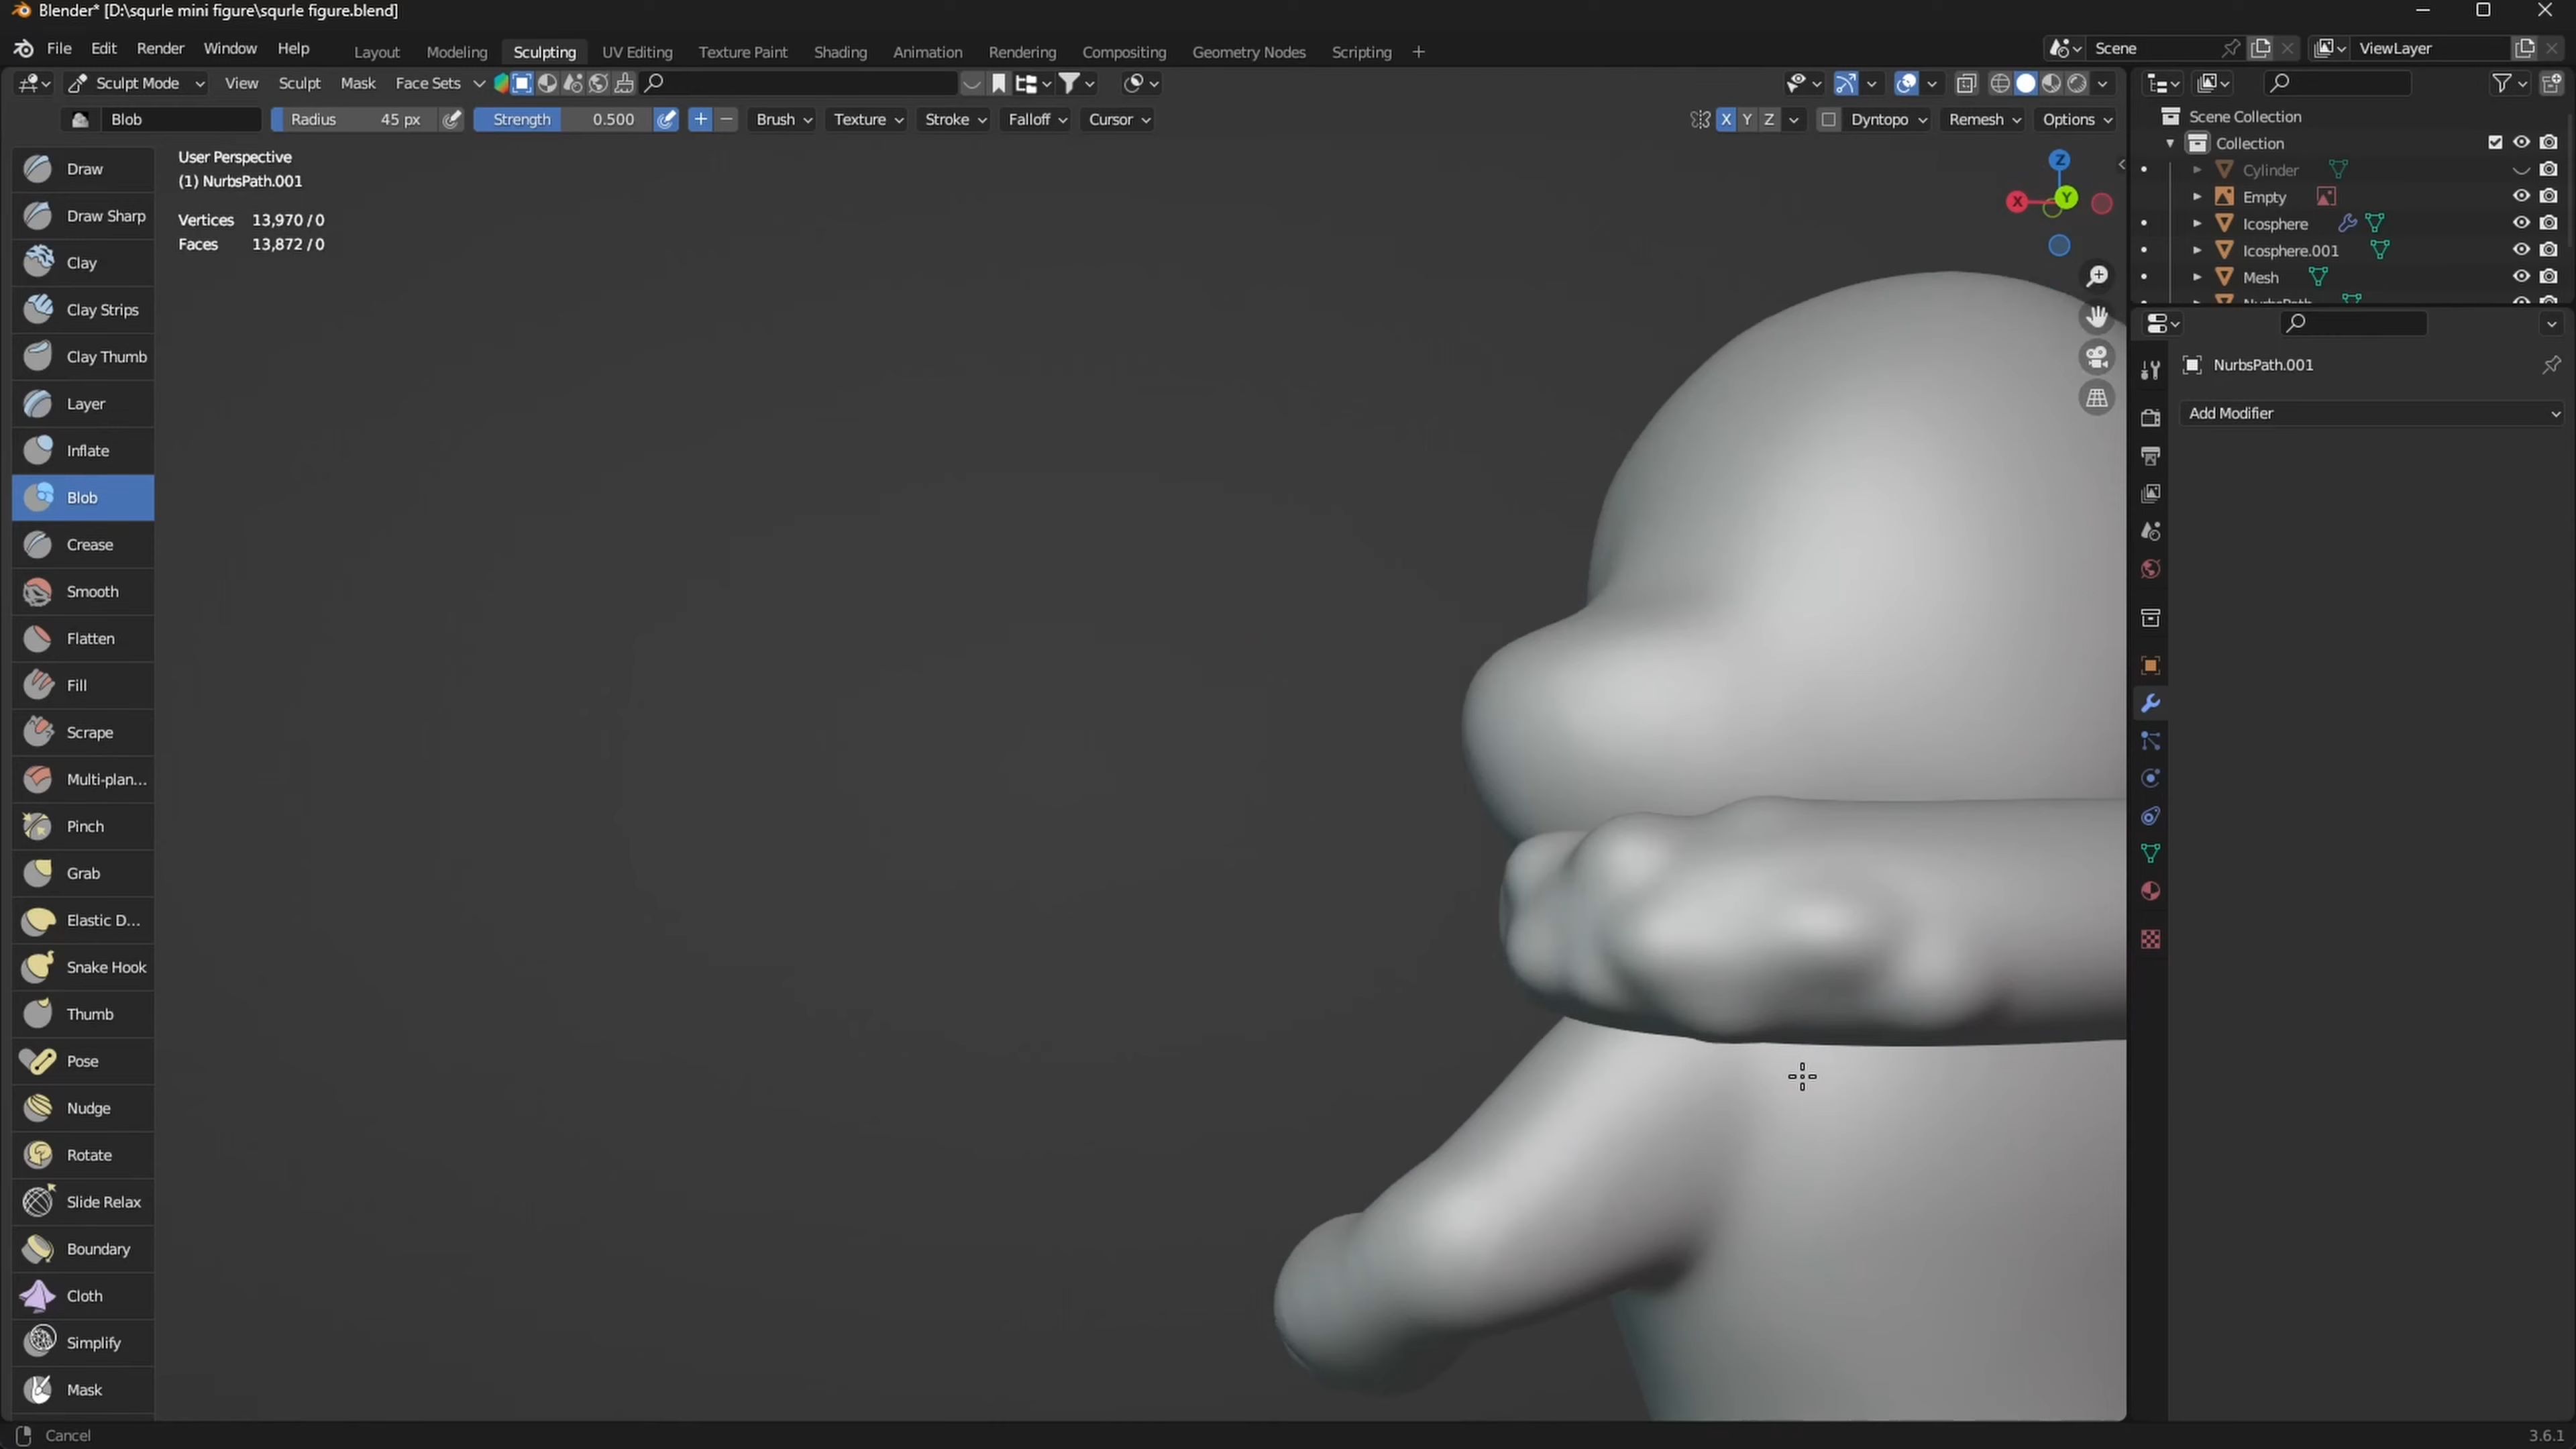 Blender* [D:\squrle mini figure\squrle figure.blend]
File Edit Render Window Help Layout Modeling Sculpting UV Editing Texture Paint Shading Animation Rendering Compositing Geometry Nodes Scripting + Scene ViewLayer
Sculpt Mode View Sculpt Mask Face Sets
Blob Radius 45 px Strength 0.500 + − Brush Texture Stroke Falloff Cursor X Y Z Dyntopo Remesh Options
Scene Collection
Collection
Cylinder
Empty
Icosphere
Icosphere.001
Mesh
NurbsPath
User Perspective
(1) NurbsPath.001
Vertices 13,970 / 0
Faces 13,872 / 0
Z
X Y
NurbsPath.001
Add Modifier
Draw
Draw Sharp
Clay
Clay Strips
Clay Thumb
Layer
Inflate
Blob
Crease
Smooth
Flatten
Fill
Scrape
Multi-plan...
Pinch
Grab
Elastic D...
Snake Hook
Thumb
Pose
Nudge
Rotate
Slide Relax
Boundary
Cloth
Simplify
Mask
Cancel 3.6.1